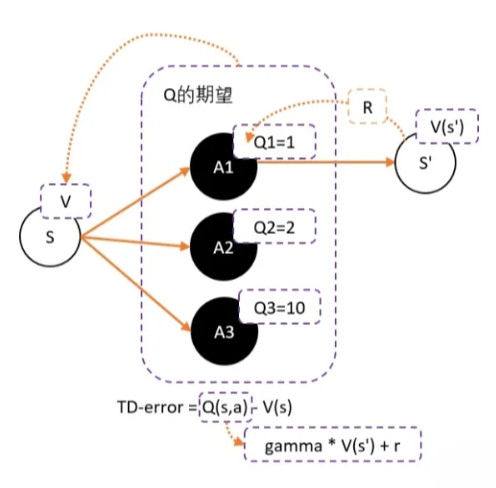 Q的期望
R
V(s')
Q1=1
A1
S'
V
S
Q2=2
A2
Q3=10
A3
TD-error = Q(s,a) - V(s)
gamma * V(s') + r